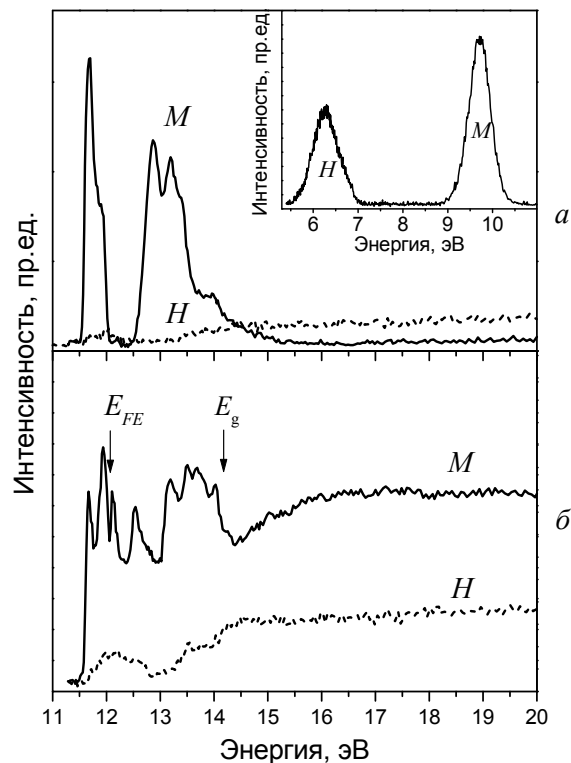 Интенсивность, пр.ед.
M
H
а
Интенсивность, пр.ед.
H
M
6 7 8 9 10
Энергия, эВ
E_FE
E_g
M
H
б
11 12 13 14 15 16 17 18 19 20
Энергия, эВ